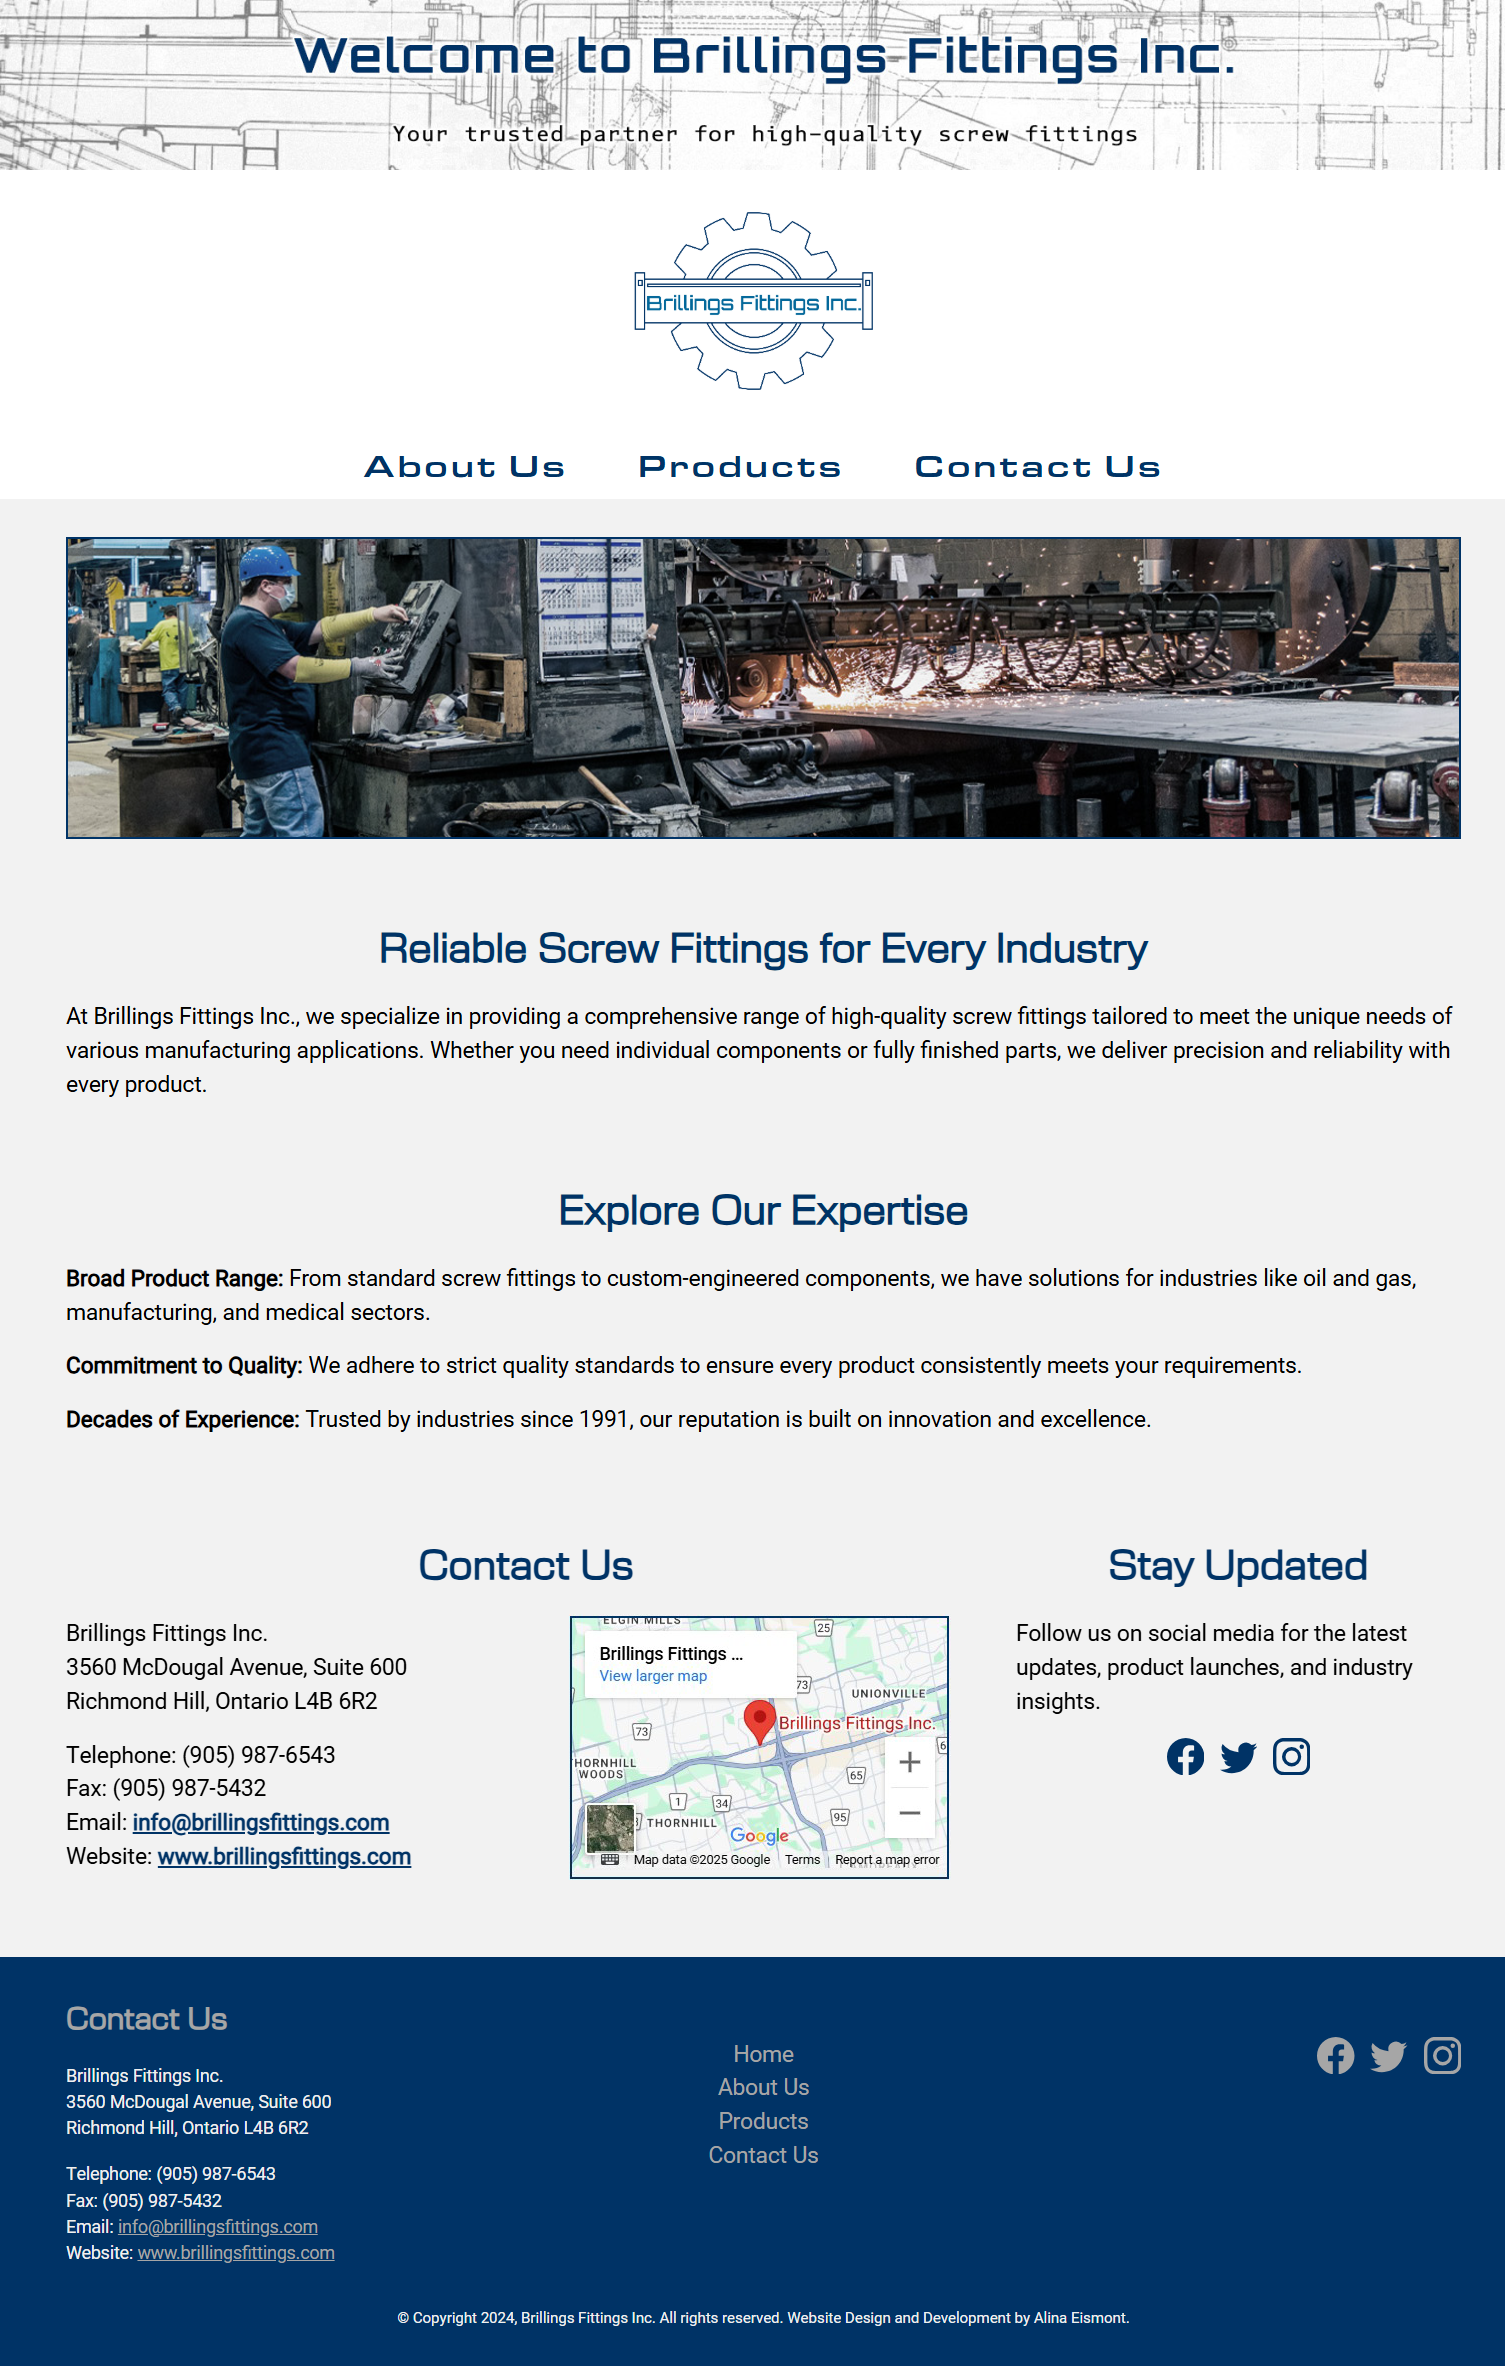 Welcome to Brillings Fittings Inc.
Your trusted partner for high-quality screw fittings
Brillings Fittings Inc.
About Us
Products
Contact Us
Reliable Screw Fittings for Every Industry
At Brillings Fittings Inc., we specialize in providing a comprehensive range of high-quality screw fittings tailored to meet the unique needs of
various manufacturing applications. Whether you need individual components or fully finished parts, we deliver precision and reliability with
every product.
Explore Our Expertise
Broad Product Range: From standard screw fittings to custom-engineered components, we have solutions for industries like oil and gas,
manufacturing, and medical sectors.
Commitment to Quality: We adhere to strict quality standards to ensure every product consistently meets your requirements.
Decades of Experience: Trusted by industries since 1991, our reputation is built on innovation and excellence.
Contact Us
Brillings Fittings Inc.
3560 McDougal Avenue, Suite 600
Richmond Hill, Ontario L4B 6R2
Telephone: (905) 987-6543
Fax: (905) 987-5432
Email: info@brillingsfittings.com
Website: www.brillingsfittings.com
ELGIN MILLS
25
Brillings Fittings ...
View larger map
73
UNIONVILLE
Brillings Fittings Inc.
73
6
HORNHILL
WOODS
65
1
34
95
THORNHILL
Google
Map data ©2025 Google
Terms
Report a map error
Stay Updated
Follow us on social media for the latest
updates, product launches, and industry
insights.
Contact Us
Brillings Fittings Inc.
3560 McDougal Avenue, Suite 600
Richmond Hill, Ontario L4B 6R2
Telephone: (905) 987-6543
Fax: (905) 987-5432
Email: info@brillingsfittings.com
Website: www.brillingsfittings.com
Home
About Us
Products
Contact Us
© Copyright 2024, Brillings Fittings Inc. All rights reserved. Website Design and Development by Alina Eismont.